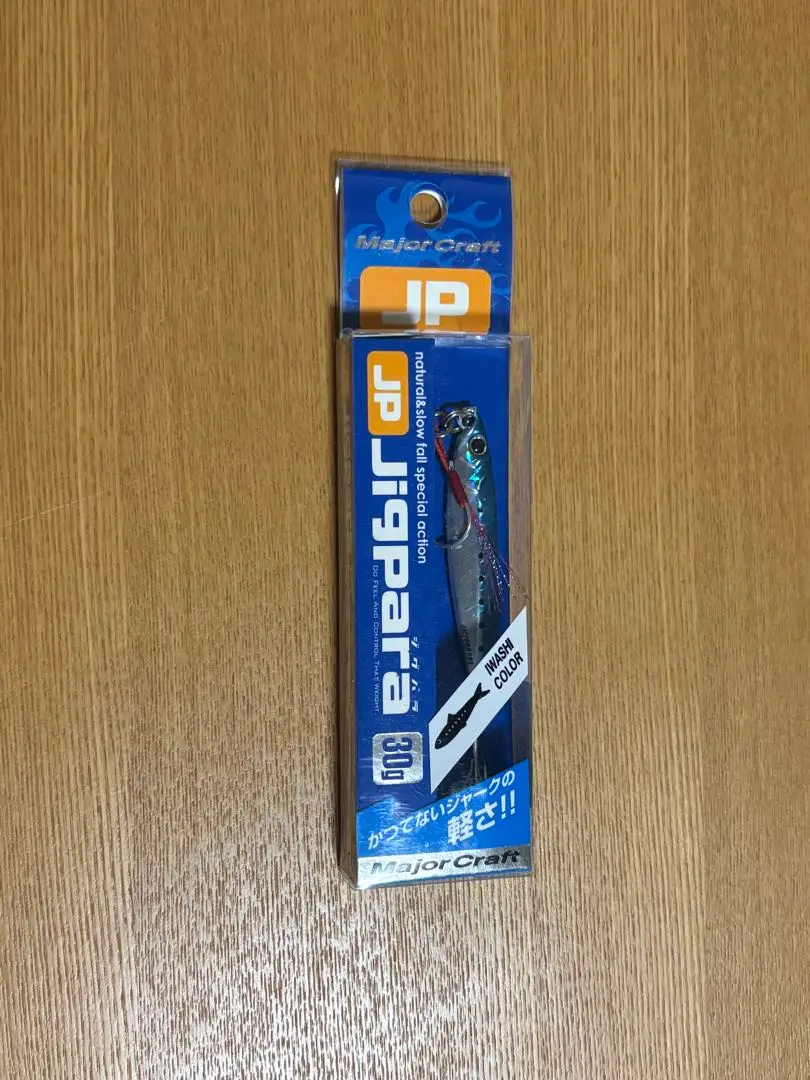 Major Craft
JP
JP
natural&slow fall special action
Jigpara
ジグパラ
DO FEEL AND CONTROL THAT WEIGHT
30g
IWASHI
COLOR
かつてないジャークの
軽さ!!
Major Craft